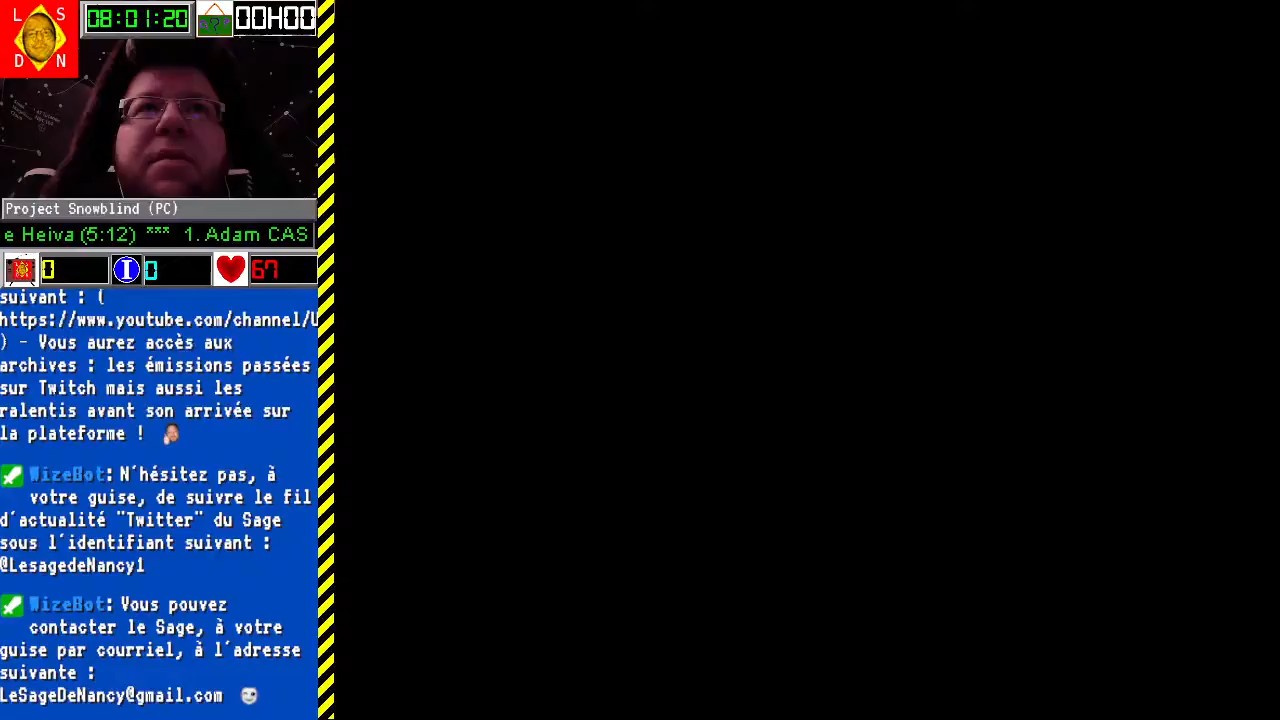 L S
D N
08:01:20
00H00
Project Snowblind (PC)
e Heiva (5:12) *** 1. Adam CAS
0
I
0
67
suivant : (
https://www.youtube.com/channel/U
) - Vous aurez accès aux
archives : les émissions passées
sur Twitch mais aussi les
ralentis avant son arrivée sur
la plateforme !
WizeBot: N'hésitez pas, à
votre guise, de suivre le fil
d'actualité "Twitter" du Sage
sous l'identifiant suivant :
@LesagedeNancy1
WizeBot: Vous pouvez
contacter le Sage, à votre
guise par courriel, à l'adresse
suivante :
LeSageDeNancy@gmail.com